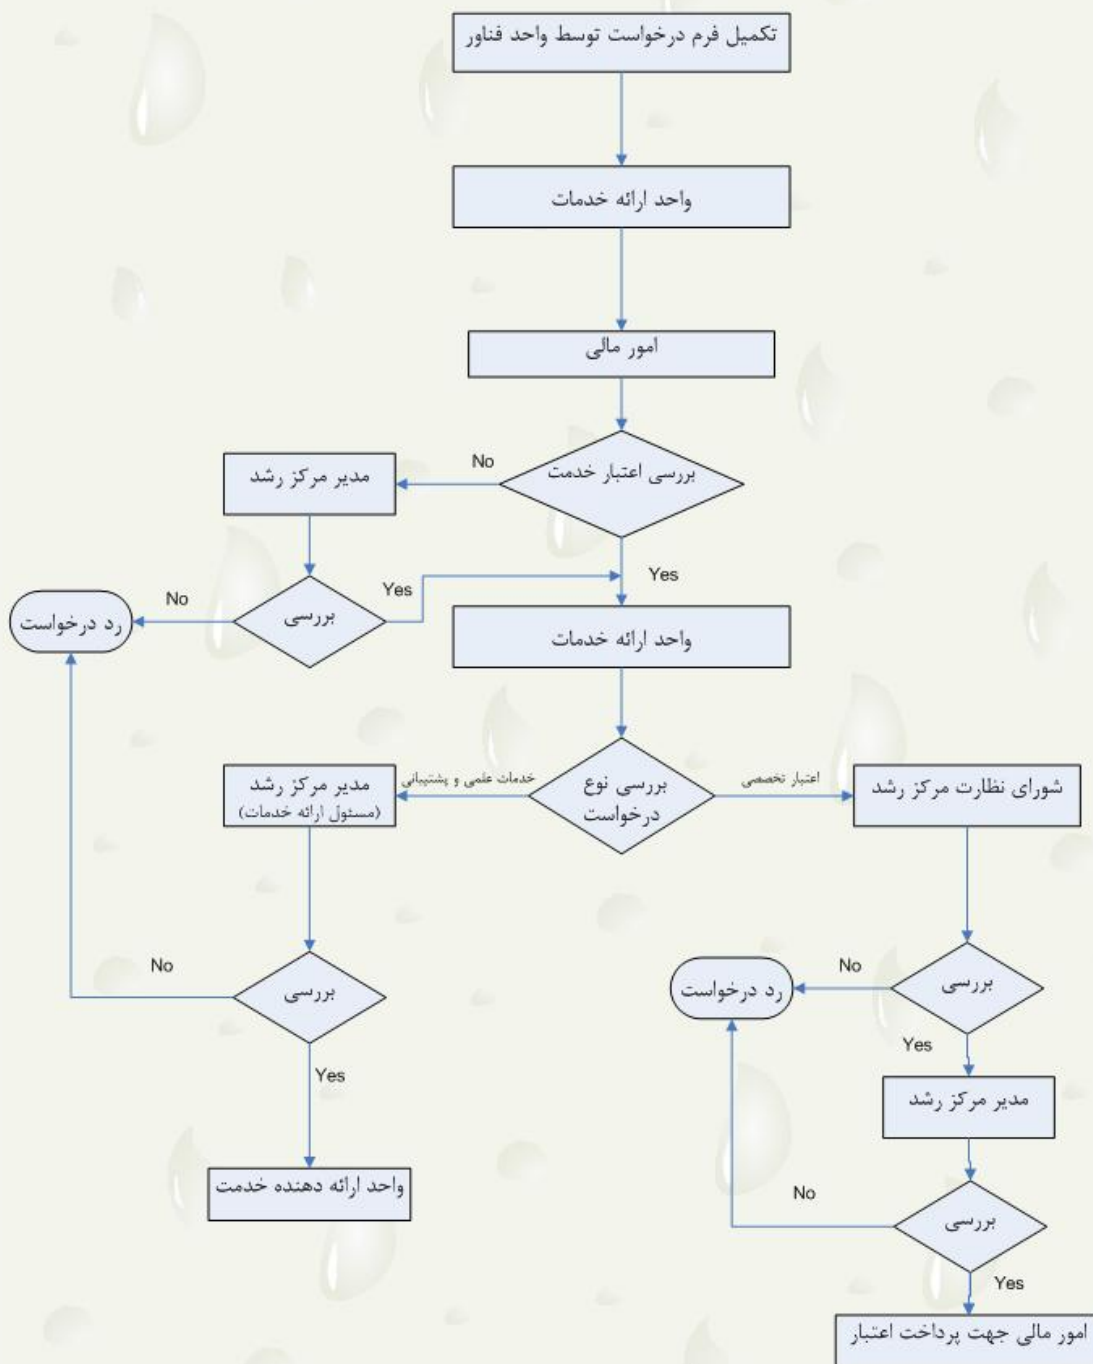 تکمیل فرم درخواست توسط واحد فناور
واحد ارائه خدمات
امور مالی
بررسی اعتبار خدمت
No
مدیر مرکز رشد
Yes
Yes
بررسی
No
رد درخواست
واحد ارائه خدمات
بررسی نوع
درخواست
اعتبار تخصصی
خدمات علمی و پشتیبانی
شورای نظارت مرکز رشد
مدیر مرکز رشد
(مسئول ارائه خدمات)
بررسی
No
رد درخواست
بررسی
No
Yes
مدیر مرکز رشد
Yes
واحد ارائه دهنده خدمت
بررسی
No
Yes
امور مالی جهت پرداخت اعتبار